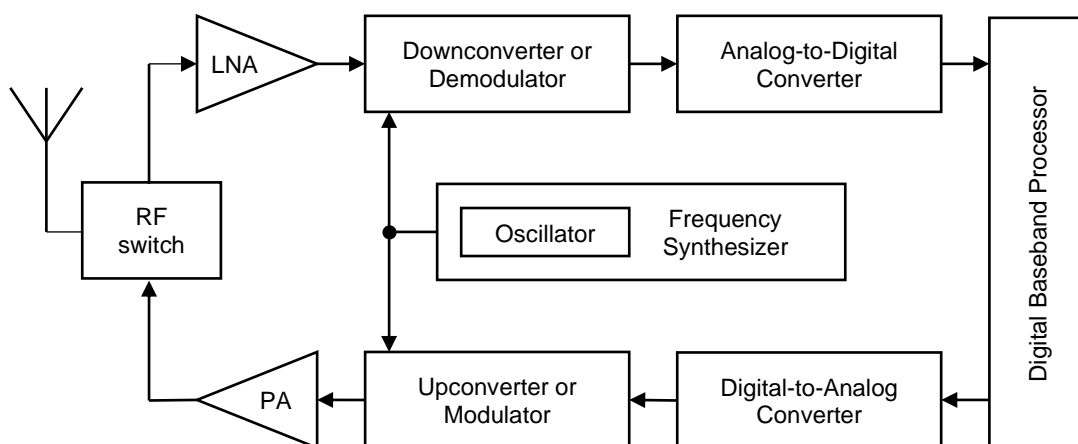 LNA
Downconverter or
Demodulator
Analog-to-Digital
Converter
Digital Baseband Processor
RF
switch
Oscillator
Frequency
Synthesizer
PA
Upconverter or
Modulator
Digital-to-Analog
Converter